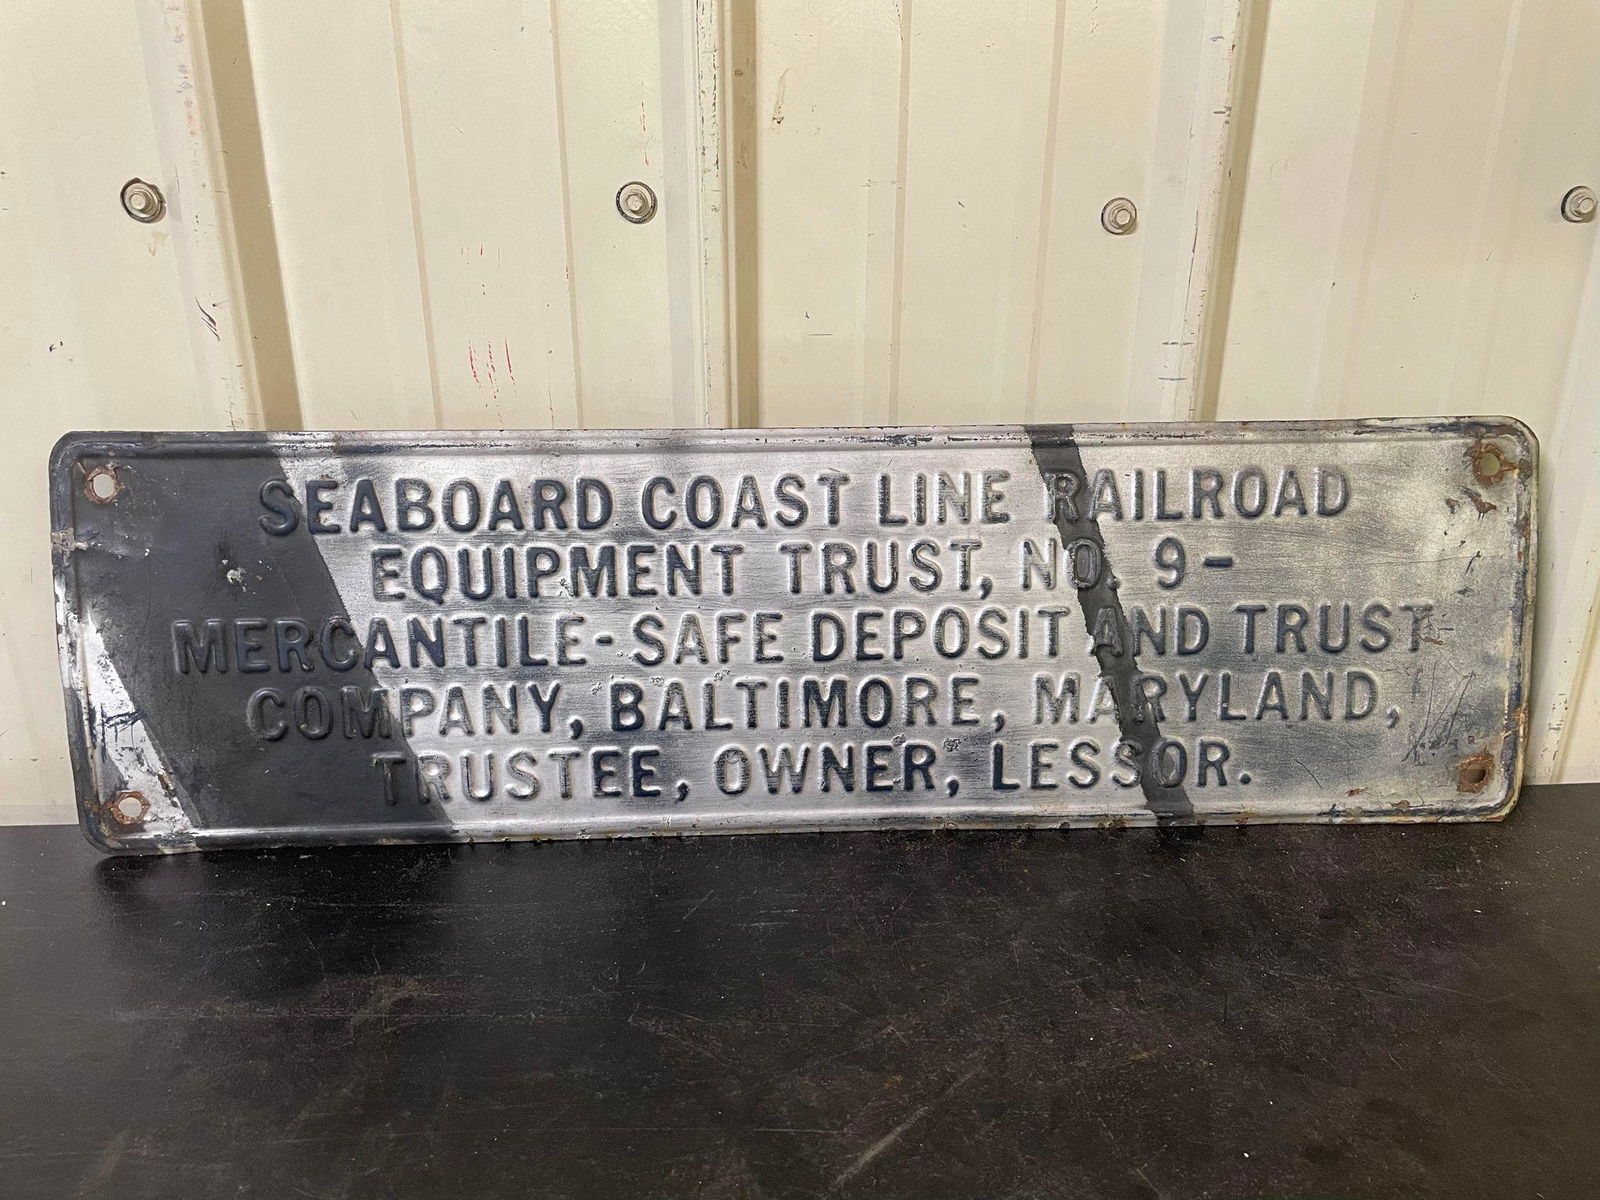 SEABOARD COAST LINE RAILROAD
EQUIPMENT TRUST, NO. 9-
MERCANTILE-SAFE DEPOSIT AND TRUST
COMPANY, BALTIMORE, MARYLAND,
TRUSTEE, OWNER, LESSOR.